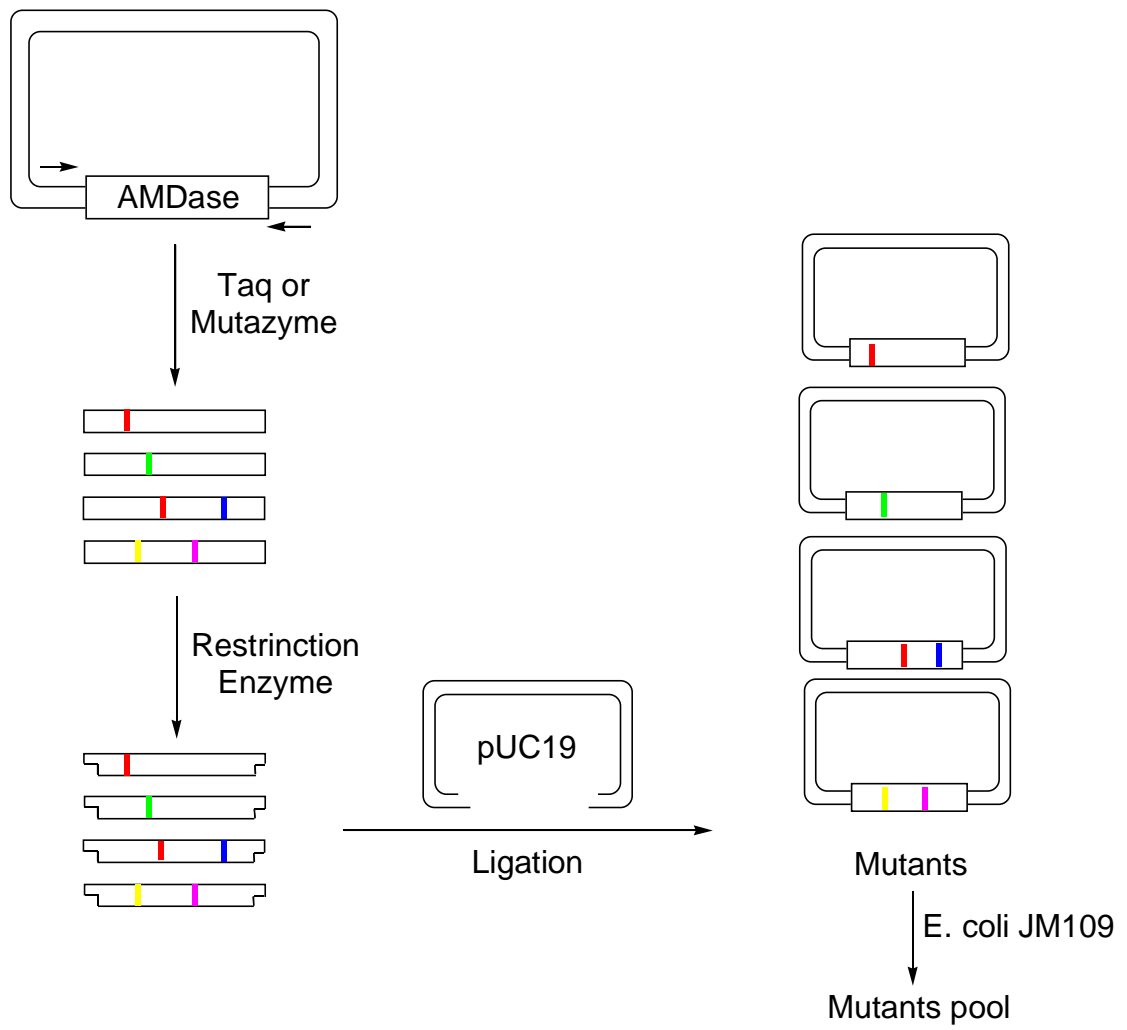 AMDase
Taq or
Mutazyme
Restrinction
Enzyme
pUC19
Ligation
Mutants
E. coli JM109
Mutants pool